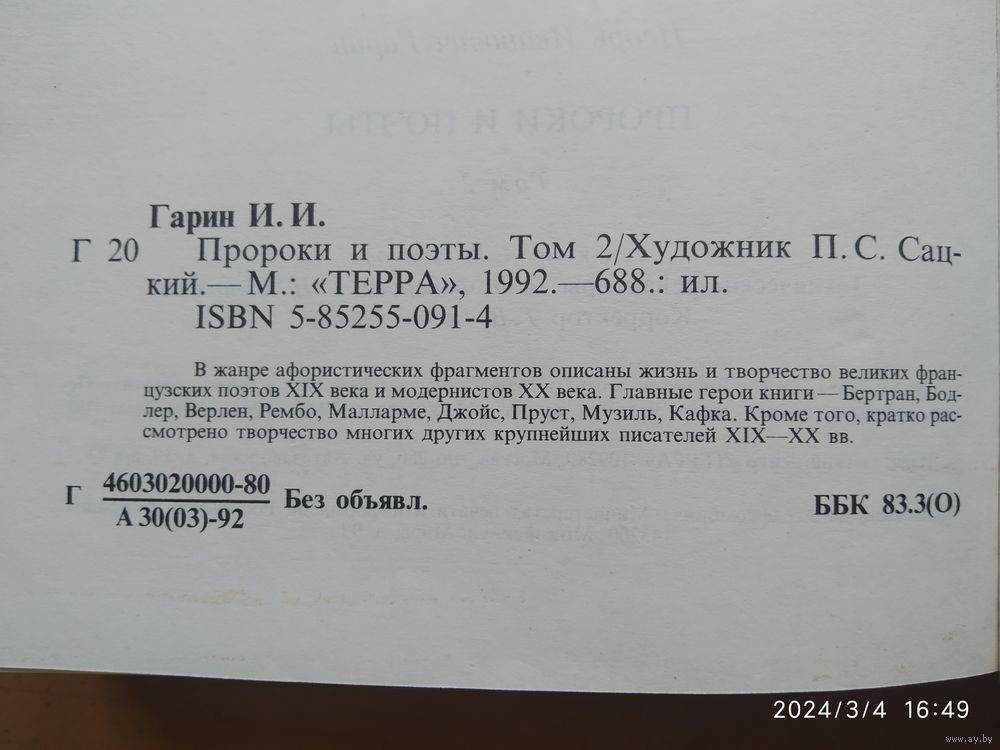 Гарин И. И.
Г 20 Пророки и поэты. Том 2/Художник П. С. Сац-
кий.— М.: «ТЕРРА», 1992.—688.: ил.
ISBN 5-85255-091-4
В жанре афористических фрагментов описаны жизнь и творчество великих фран-
цузских поэтов XIX века и модернистов XX века. Главные герои книги — Бертран, Бод-
лер, Верлен, Рембо, Малларме, Джойс, Пруст, Музиль, Кафка. Кроме того, кратко рас-
смотрено творчество многих других крупнейших писателей XIX—XX вв.
Г 4603020000-80 Без объявл. ББК 83.3(О)
А 30(03)-92
2024/3/4 16:49
www.ay.by